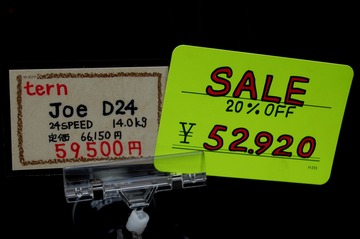 tern
Joe D24
24SPEED 14.0kg
定価 66,150円
59,500円
SALE
20%OFF
¥52.920